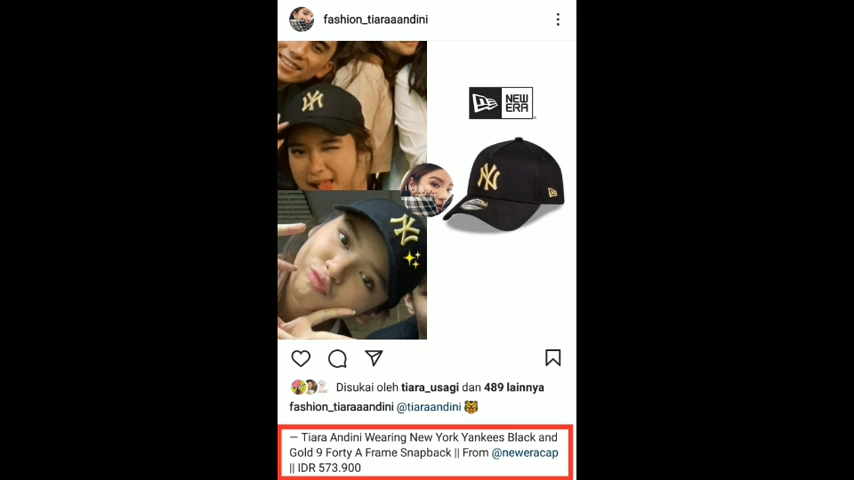 fashion_tiaraaandini
NEW
ERA
NY
Disukai oleh tiara_usagi dan 489 lainnya
fashion_tiaraaandini @tiaraandini 🐯
— Tiara Andini Wearing New York Yankees Black and
Gold 9 Forty A Frame Snapback || From @neweracap
|| IDR 573.900